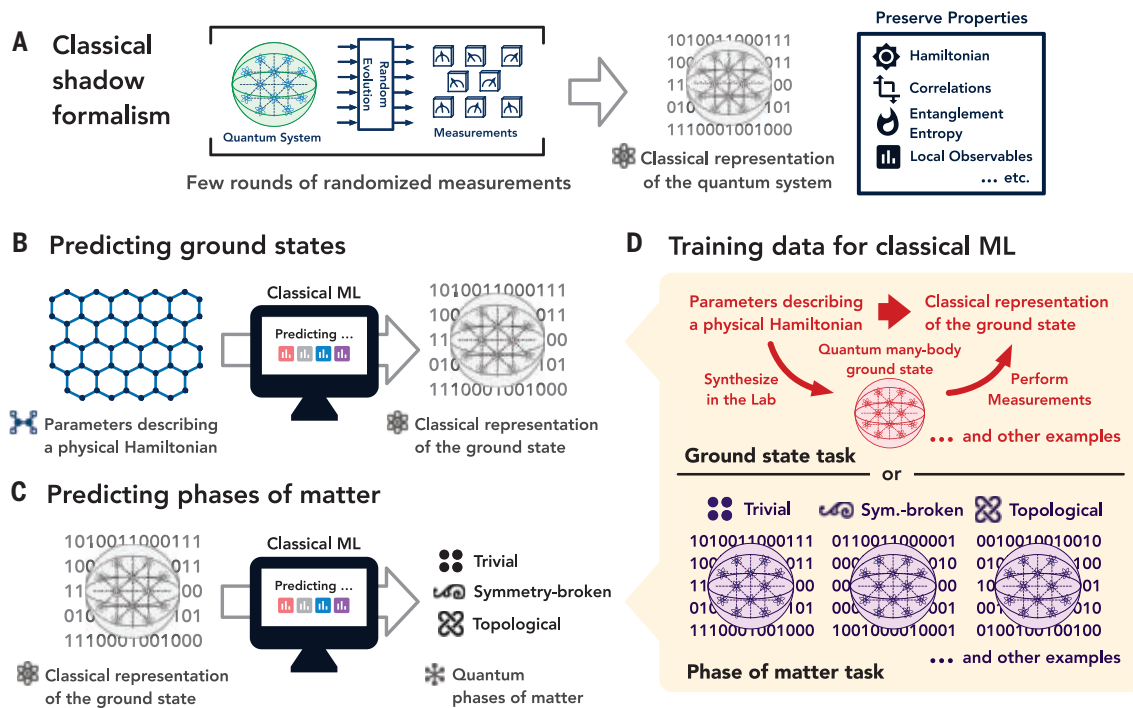 A
Classical
shadow
formalism
Quantum System
Random
Evolution
Measurements
Few rounds of randomized measurements
1010011000111
1110001001000
Classical representation
of the quantum system
Preserve Properties
Hamiltonian
Correlations
Entanglement
Entropy
Local Observables
... etc.
B Predicting ground states
Classical ML
Predicting ...
1010011000111
1110001001000
Parameters describing
a physical Hamiltonian
Classical representation
of the ground state
C Predicting phases of matter
1010011000111
1110001001000
Classical ML
Predicting ...
Trivial
Symmetry-broken
Topological
Classical representation
of the ground state
Quantum
phases of matter
D Training data for classical ML
Parameters describing
a physical Hamiltonian
Classical representation
of the ground state
Quantum many-body
ground state
Synthesize
in the Lab
Perform
Measurements
... and other examples
Ground state task
or
Trivial
Sym.-broken
Topological
1010011000111
0110011000001
0010010010010
1110001001000
1001000010001
0100100100100
... and other examples
Phase of matter task